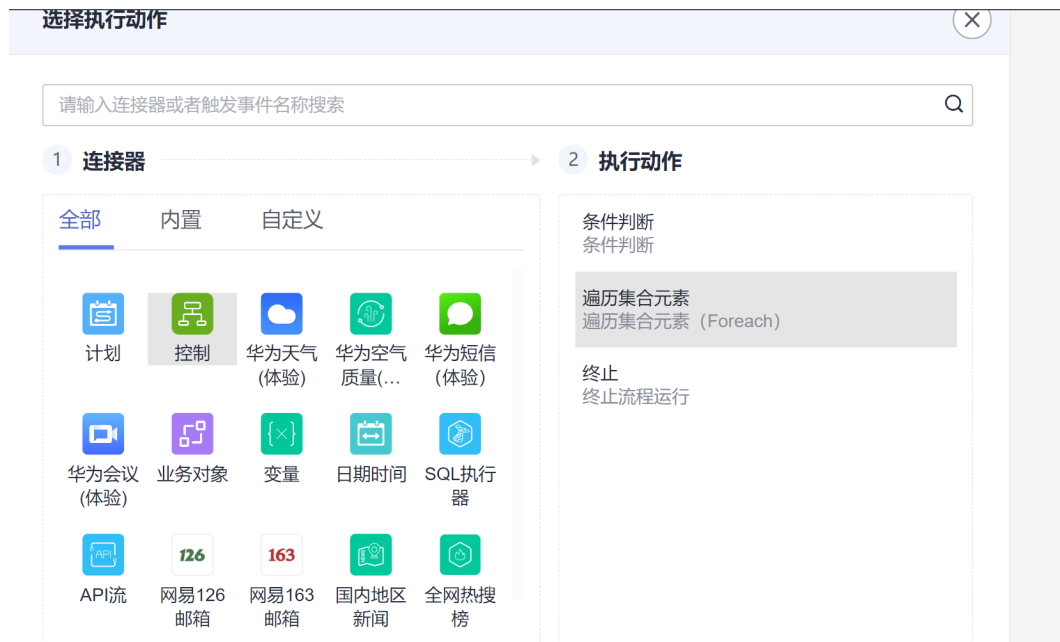 选择执行动作
请输入连接器或者触发事件名称搜索
1 连接器
2 执行动作
全部 内置 自定义
计划 控制 华为天气 华为空气 华为短信
(体验) 质量(... （体验）
华为会议 业务对象 变量 日期时间 SQL执行
(体验) 器
API
126 163
API流 网易126 网易163 国内地区 全网热搜
邮箱 邮箱 新闻 榜
条件判断
条件判断
遍历集合元素
遍历集合元素（Foreach）
终止
终止流程运行